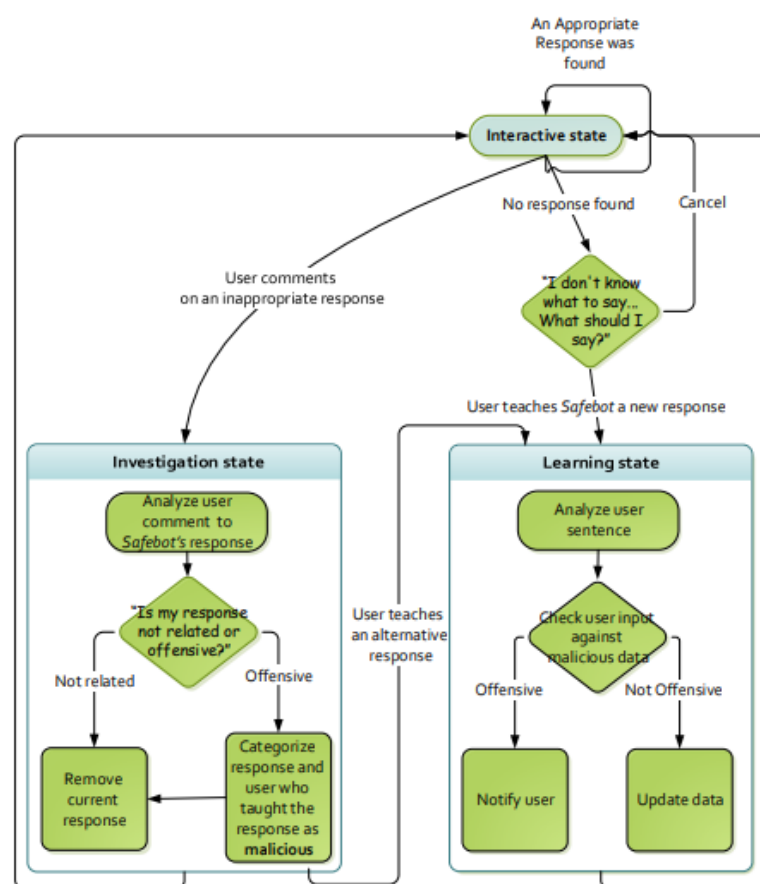 An Appropriate
Response was
found
Interactive state
No response found
Cancel
User comments
on an inappropriate response
"I don't know
what to say...
What should I
say?"
User teaches Safebot a new response
Investigation state
Analyze user
comment to
Safebot's response
"Is my response
not related or
offensive?"
Not related
Offensive
Remove
current
response
Categorize
response and
user who
taught the
response as
malicious
User teaches
an alternative
response
Learning state
Analyze user
sentence
Check user input
against
malicious data
Offensive
Not Offensive
Notify user
Update data